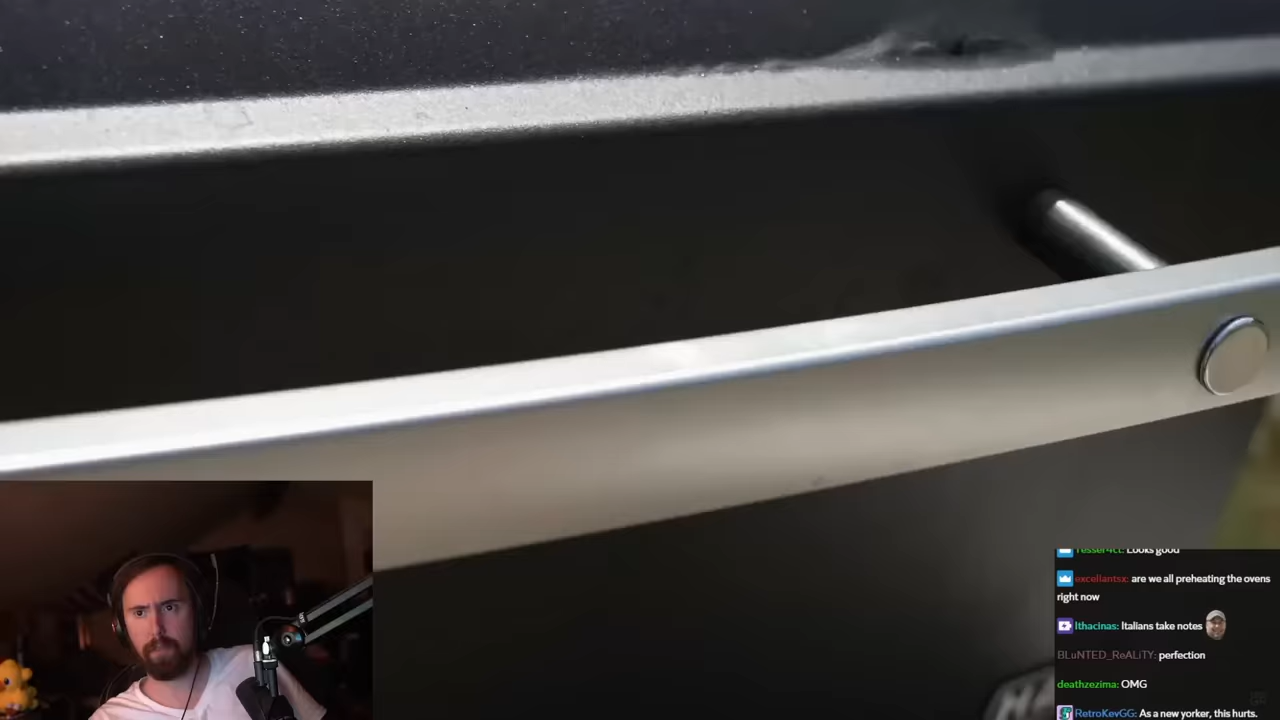 Tesser4ct: Looks good
excellantsx: are we all preheating the ovens
right now
Ithacinas: Italians take notes
BLuNTED_ReALiTY: perfection
deathzezima: OMG
RetroKevGG: As a new yorker, this hurts.